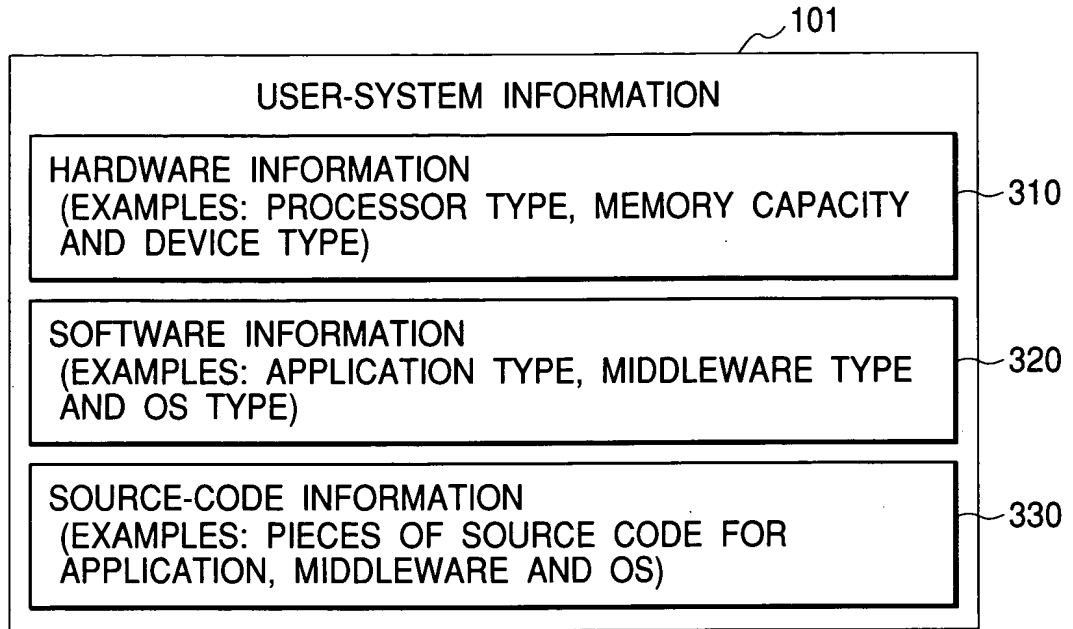 101
USER-SYSTEM INFORMATION
HARDWARE INFORMATION
(EXAMPLES: PROCESSOR TYPE, MEMORY CAPACITY
AND DEVICE TYPE)
310
SOFTWARE INFORMATION
(EXAMPLES: APPLICATION TYPE, MIDDLEWARE TYPE
AND OS TYPE)
320
SOURCE-CODE INFORMATION
(EXAMPLES: PIECES OF SOURCE CODE FOR
APPLICATION, MIDDLEWARE AND OS)
330